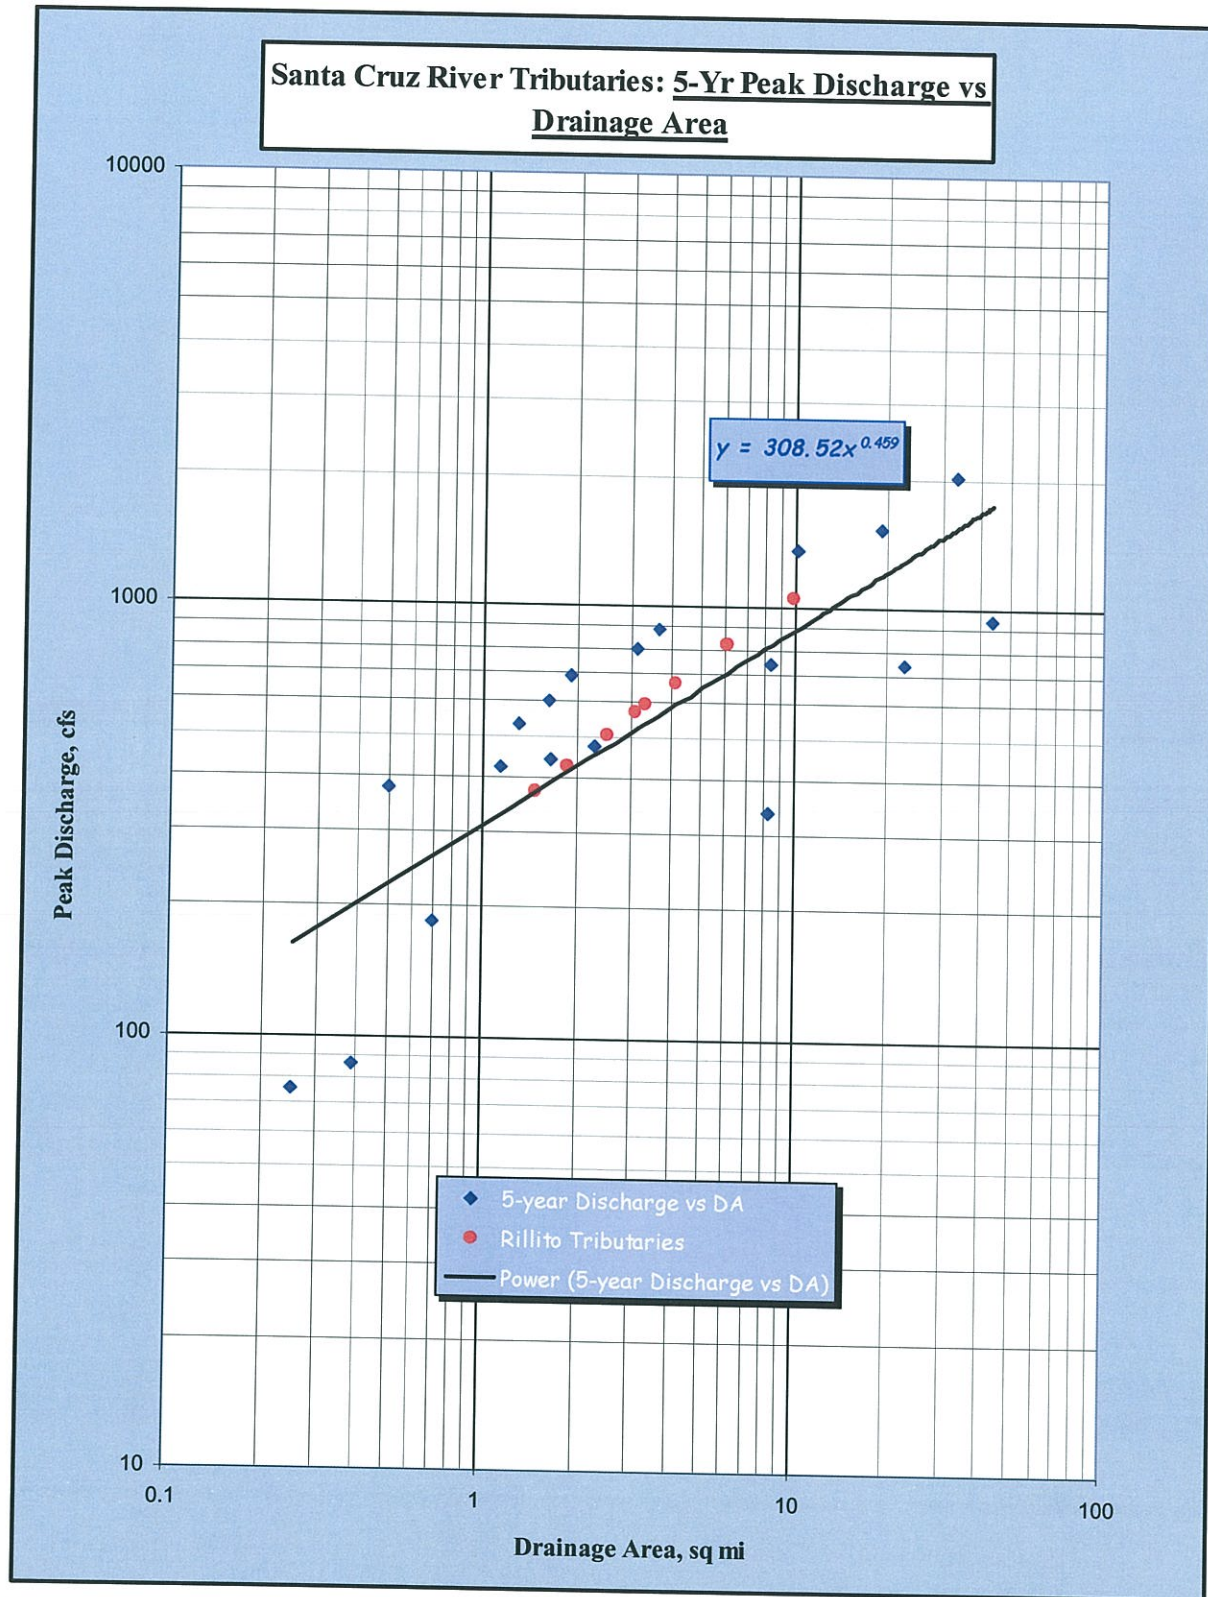 Santa Cruz River Tributaries: 5-Yr Peak Discharge vs
Drainage Area
10000
1000
100
10
0.1
1
10
100
Peak Discharge, cfs
Drainage Area, sq mi
y = 308.52x^0.459
5-year Discharge vs DA
Rillito Tributaries
Power (5-year Discharge vs DA)